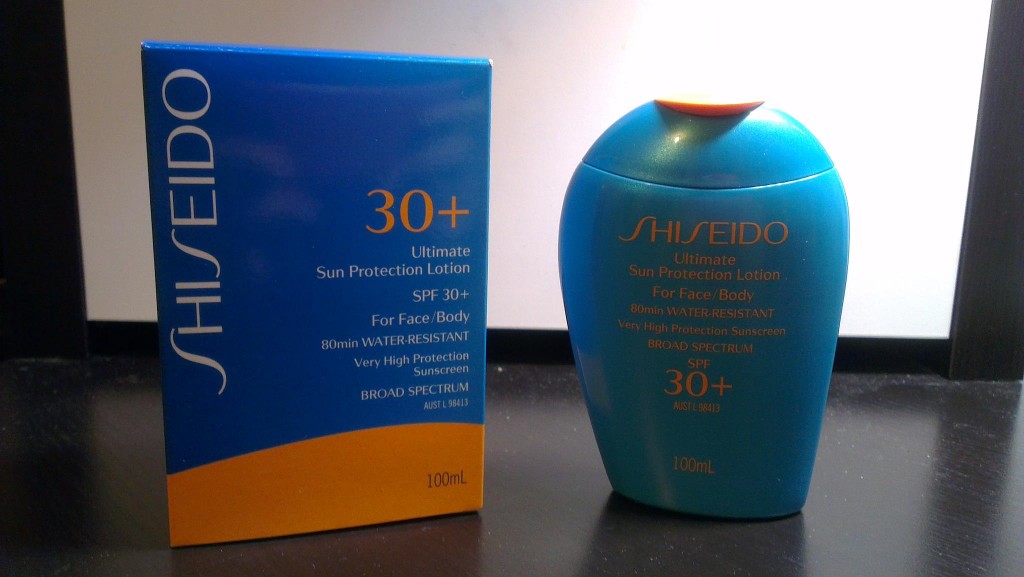 SHISEIDO
30+
Ultimate
Sun Protection Lotion
SPF 30+
For Face/Body
80min WATER-RESISTANT
Very High Protection
Sunscreen
BROAD SPECTRUM
AUST L 98413
100mL
SHISEIDO
Ultimate
Sun Protection Lotion
For Face/Body
80min WATER-RESISTANT
Very High Protection Sunscreen
BROAD SPECTRUM
SPF
30+
AUST L 98413
100mL